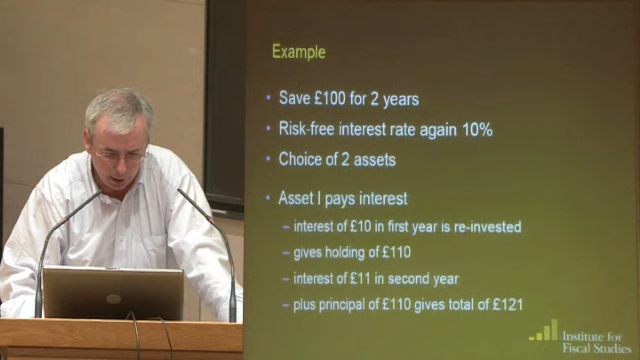 Example
• Save £100 for 2 years
• Risk-free interest rate again 10%
• Choice of 2 assets
• Asset I pays interest
– interest of £10 in first year is re-invested
– gives holding of £110
– interest of £11 in second year
– plus principal of £110 gives total of £121
Institute for
Fiscal Studies